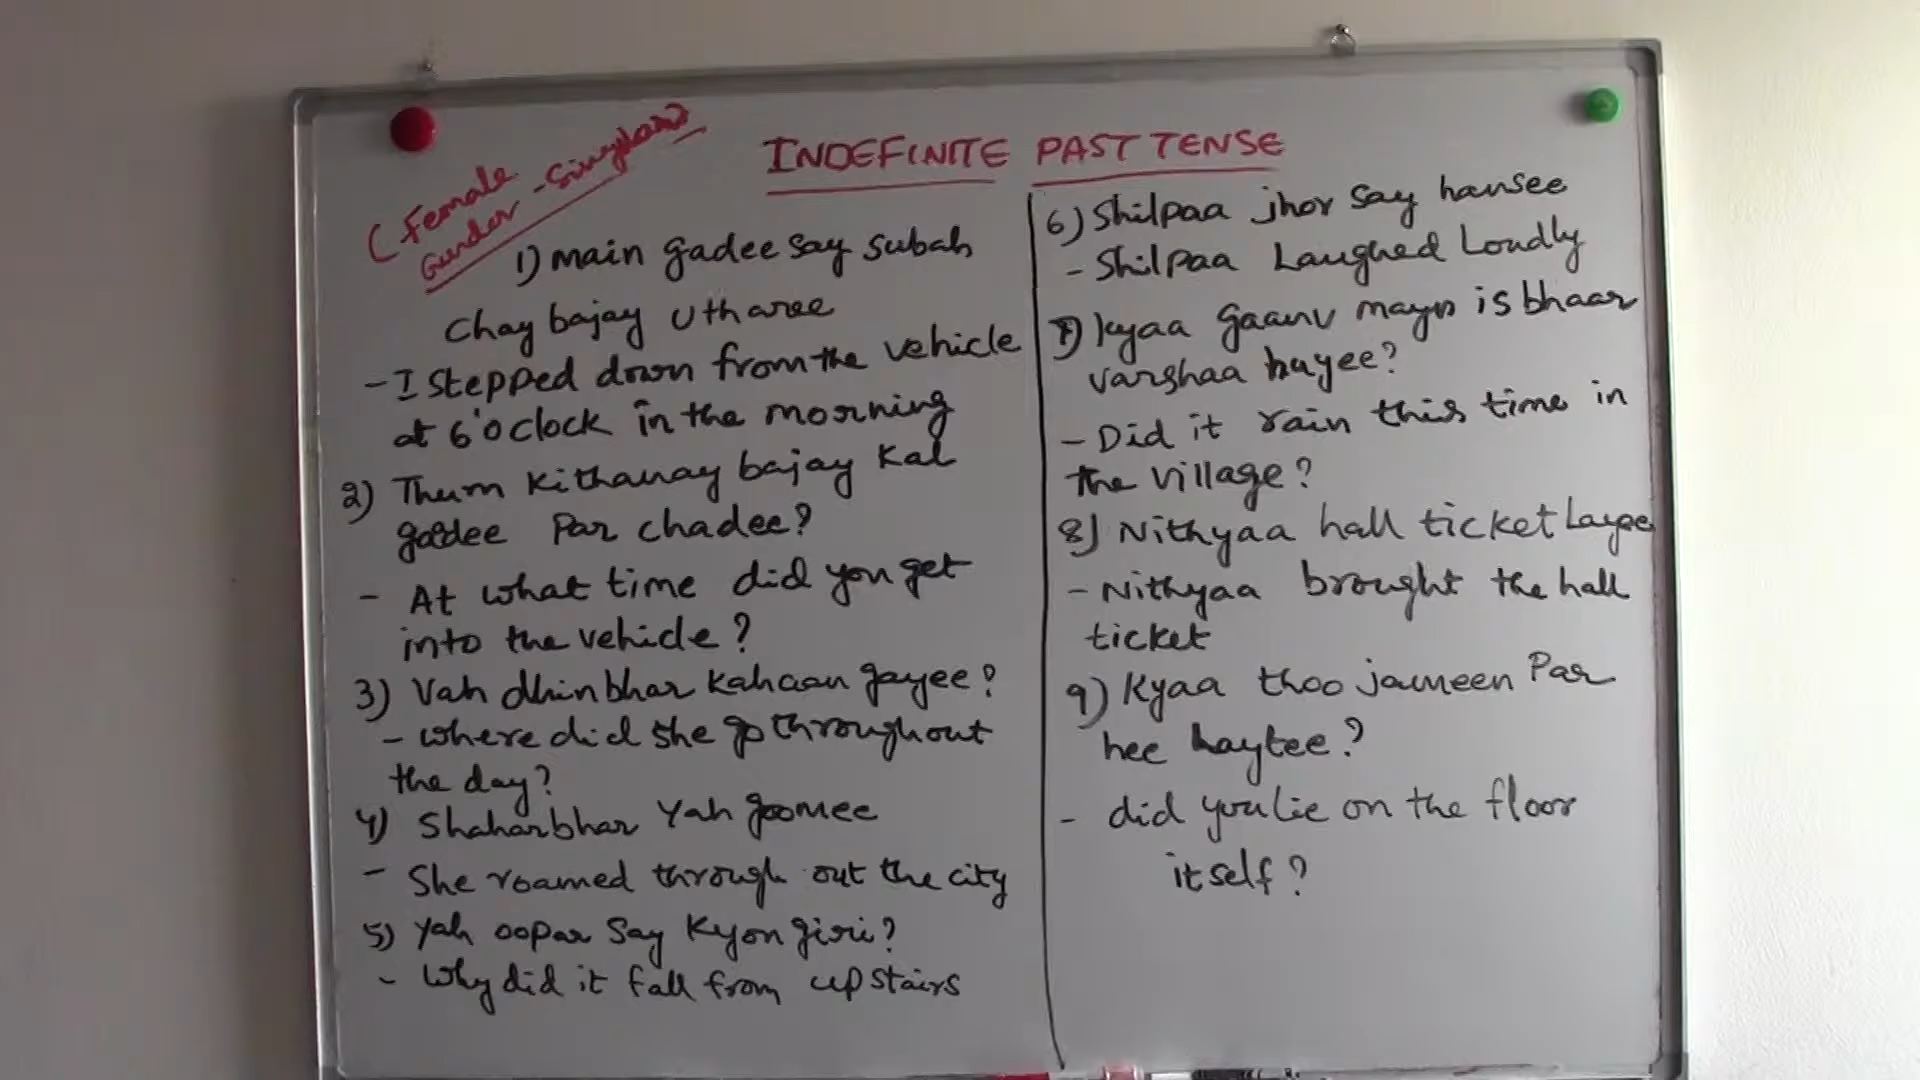 INDEFINITE PAST TENSE
(Female
Gender - Singular)
1) main gadee say subah
Chay bajay Utharee
- I stepped down from the vehicle
at 6'o clock in the morning
2) Thum kithanay bajay kal
gadee Par chadee?
- At what time did you get
into the vehicle?
3) Vah dhin bhar kahaan gayee?
- where did she go throughout
the day?
4) Shaharbhar Yah goomee
- She roamed through out the city
5) Yah oopar say kyon giri?
- Why did it fall from upstairs
6) Shilpaa jhor say hansee
- Shilpaa Laughed Loudly
7) kyaa gaanv mayn is bhaar
varshaa huyee?
- Did it rain this time in
the village?
8) Nithyaa hall ticket Layee
- Nithyaa brought the hall
ticket
9) Kyaa thoo jameen Par
hee laytee?
- did you lie on the floor
itself?